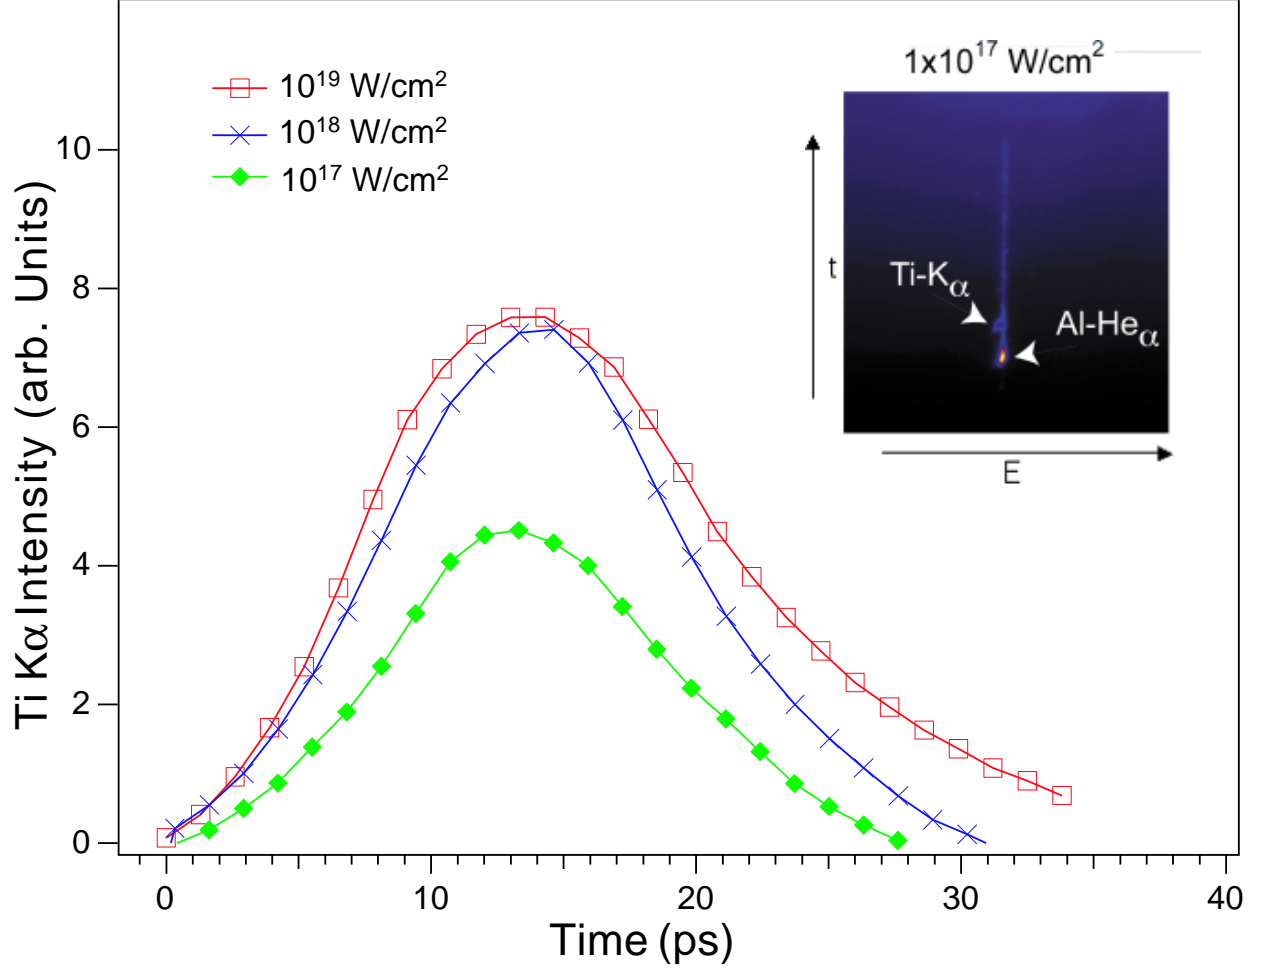 10¹⁹ W/cm²
10¹⁸ W/cm²
10¹⁷ W/cm²
1x10¹⁷ W/cm²
t
Ti-Kα
Al-Heα
E
Ti Kα Intensity (arb. Units)
10
8
6
4
2
0
0 10 20 30 40
Time (ps)